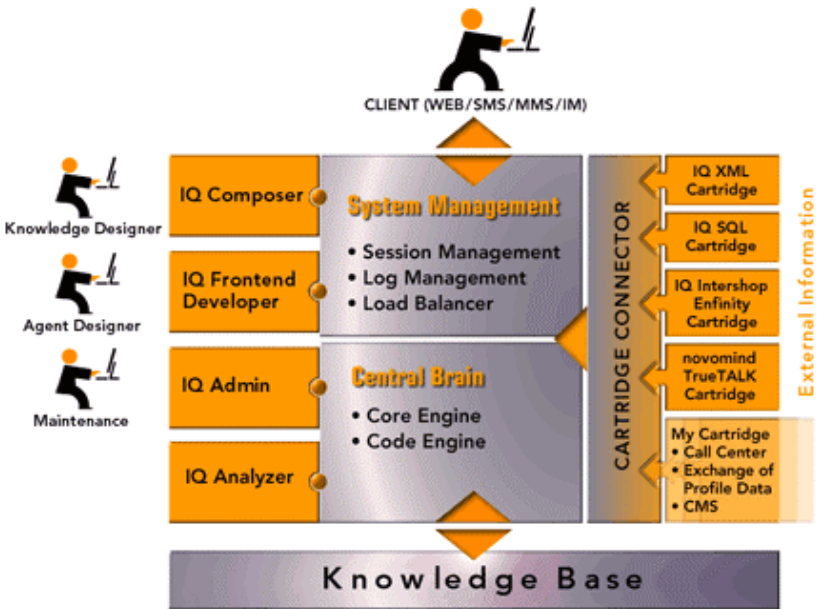 CLIENT (WEB/SMS/MMS/IM)
Knowledge Designer
Agent Designer
Maintenance
IQ Composer
IQ Frontend
Developer
IQ Admin
IQ Analyzer
System Management
• Session Management
• Log Management
• Load Balancer
Central Brain
• Core Engine
• Code Engine
CARTRIDGE CONNECTOR
IQ XML
Cartridge
IQ SQL
Cartridge
IQ Intershop
Enfinity
Cartridge
novomind
TrueTALK
Cartridge
My Cartridge
• Call Center
• Exchange of
Profile Data
• CMS
External Information
Knowledge Base